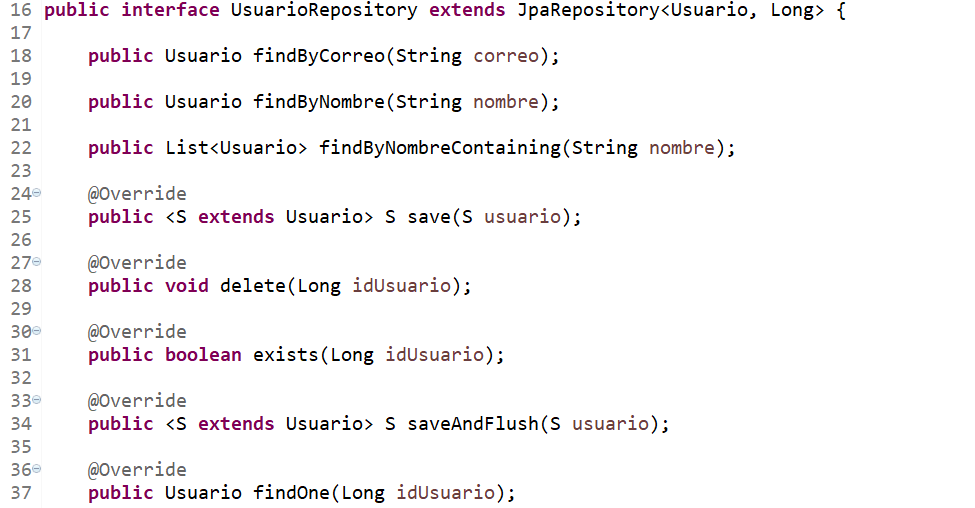 16 public interface UsuarioRepository extends JpaRepository<Usuario, Long> {
17
18     public Usuario findByCorreo(String correo);
19
20     public Usuario findByNombre(String nombre);
21
22     public List<Usuario> findByNombreContaining(String nombre);
23
24     @Override
25     public <S extends Usuario> S save(S usuario);
26
27     @Override
28     public void delete(Long idUsuario);
29
30     @Override
31     public boolean exists(Long idUsuario);
32
33     @Override
34     public <S extends Usuario> S saveAndFlush(S usuario);
35
36     @Override
37     public Usuario findOne(Long idUsuario);